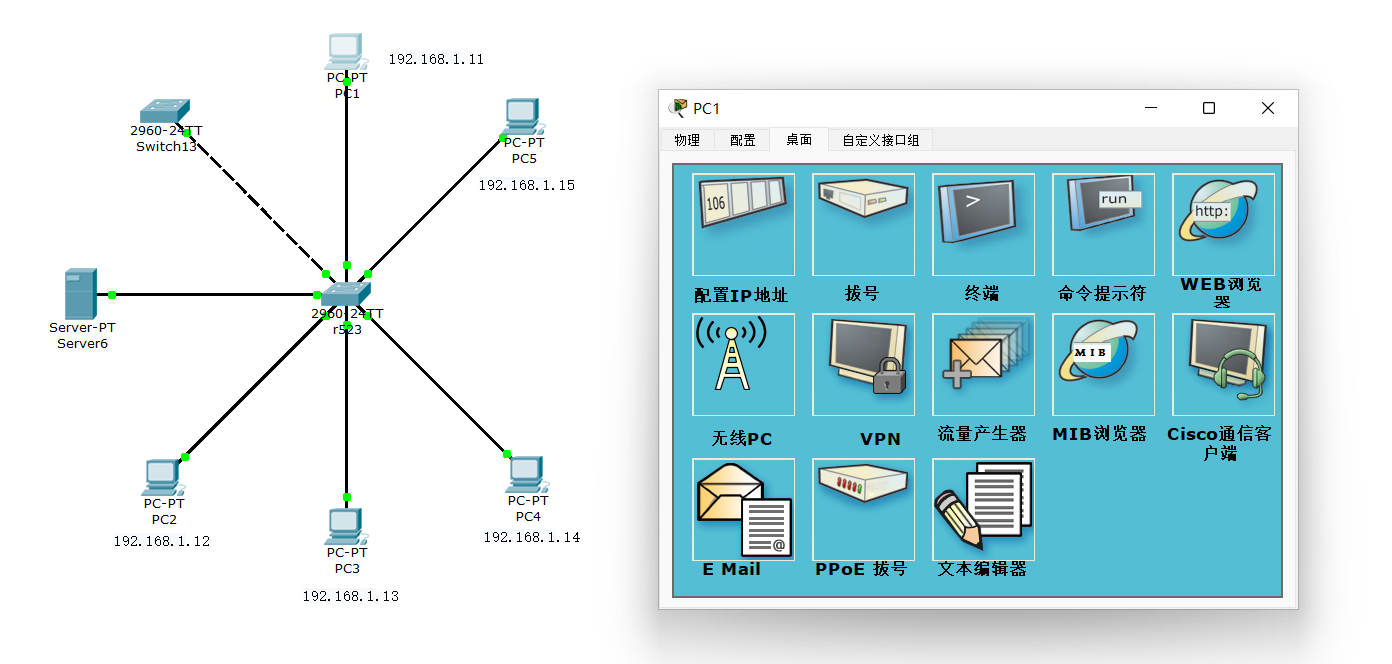 192.168.1.11
PC-PT
PC1
2960-24TT
Switch13
PC-PT
PC5
192.168.1.15
Server-PT
Server6
2960-24TT
r523
PC-PT
PC2
192.168.1.12
PC-PT
PC3
192.168.1.13
PC-PT
PC4
192.168.1.14
PC1
物理 配置 桌面 自定义接口组
106
>
run
http:
配置IP地址
拨号
终端
命令提示符
WEB浏览
器
MIB
无线PC
VPN
流量产生器
MIB浏览器
Cisco通信客
户端
@
E Mail
PPoE 拨号
文本编辑器